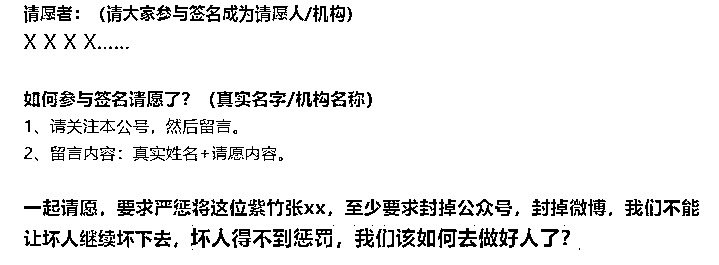 请愿者：（请大家参与签名成为请愿人/机构）
X X X X……
如何参与签名请愿了？（真实名字/机构名称）
1、请关注本公号，然后留言。
2、留言内容：真实姓名+请愿内容。
一起请愿，要求严惩将这位紫竹张xx，至少要求封掉公众号，封掉微博，我们不能
让坏人继续坏下去，坏人得不到惩罚，我们该如何去做好人了？